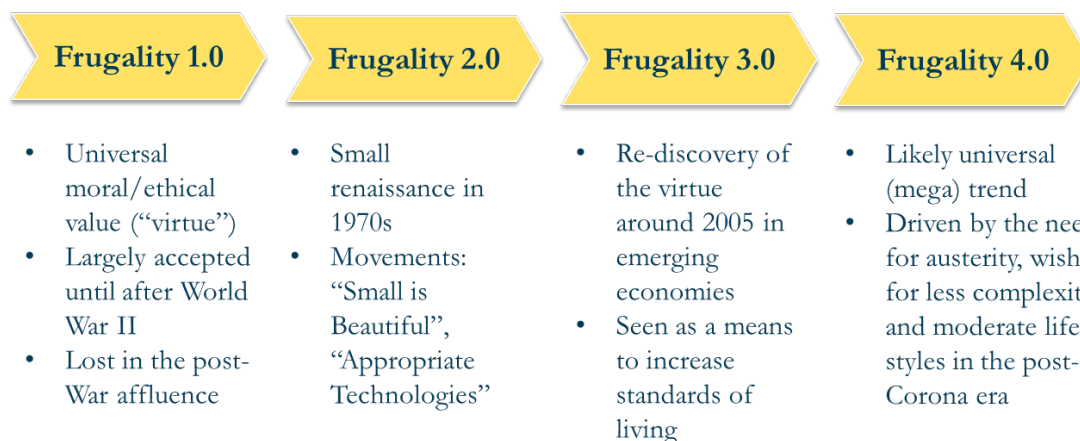 Frugality 1.0
• Universal
moral/ethical
value (“virtue”)
• Largely accepted
until after World
War II
• Lost in the post-
War affluence
Frugality 2.0
• Small
renaissance in
1970s
• Movements:
“Small is
Beautiful”,
“Appropriate
Technologies”
Frugality 3.0
• Re-discovery of
the virtue
around 2005 in
emerging
economies
• Seen as a means
to increase
standards of
living
Frugality 4.0
• Likely universal
(mega) trend
• Driven by the
for austerity, wish
for less
and moderate life
styles in the post-
Corona era